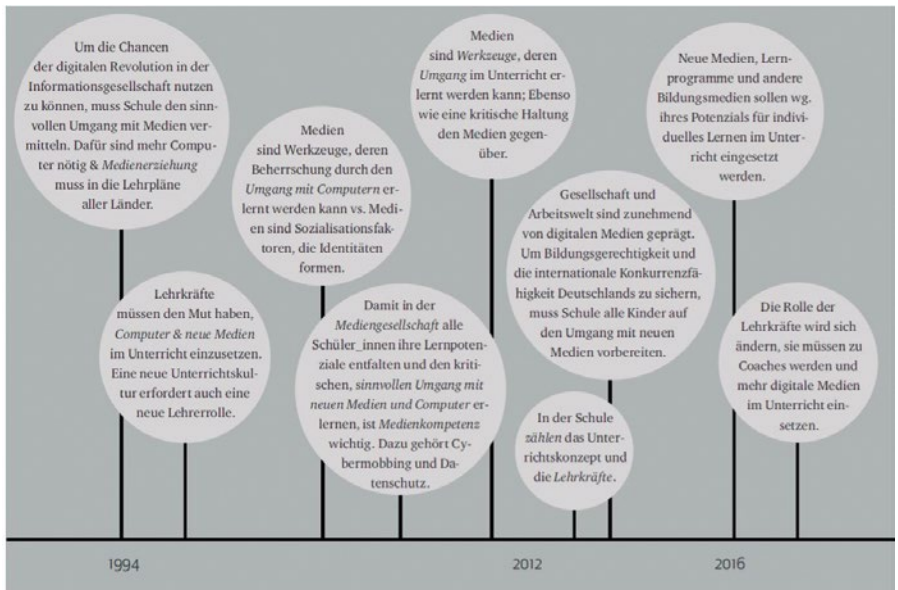 Um die Chancen
der digitalen Revolution in der
Informationsgesellschaft nutzen
zu können, muss Schule den sinn-
vollen Umgang mit Medien ver-
mitteln. Dafür sind mehr Compu-
ter nötig & Medienerziehung
muss in die Lehrpläne
aller Länder.
Lehrkräfte
müssen den Mut haben,
Computer & neue Medien
im Unterricht einzusetzen.
Eine neue Unterrichtskul-
tur erfordert auch eine
neue Lehrerrolle.
Medien
sind Werkzeuge, deren
Beherrschung durch den
Umgang mit Computern er-
lernt werden kann vs. Medi-
en sind Sozialisationsfak-
toren, die Identitäten
formen.
Damit in der
Mediengesellschaft alle
Schüler_innen ihre Lernpoten-
ziale entfalten und den kriti-
schen, sinnvollen Umgang mit
neuen Medien und Computer er-
lernen, ist Medienkompetenz
wichtig. Dazu gehört Cy-
bermobbing und Da-
tenschutz.
Medien
sind Werkzeuge, deren
Umgang im Unterricht er-
lernt werden kann; Ebenso
wie eine kritische Haltung
den Medien gegen-
über.
In der Schule
zählen das Unter-
richtskonzept und
die Lehrkräfte.
Gesellschaft und
Arbeitswelt sind zunehmend
von digitalen Medien geprägt.
Um Bildungsgerechtigkeit und
die internationale Konkurrenzfä-
higkeit Deutschlands zu sichern,
muss Schule alle Kinder auf
den Umgang mit neuen
Medien vorbereiten.
Neue Medien, Lern-
programme und andere
Bildungsmedien sollen wg.
ihres Potenzials für indivi-
duelles Lernen im Unter-
richt eingesetzt
werden.
Die Rolle der
Lehrkräfte wird sich
ändern, sie müssen zu
Coaches werden und
mehr digitale Medien
im Unterricht ein-
setzen.
1994
2012
2016